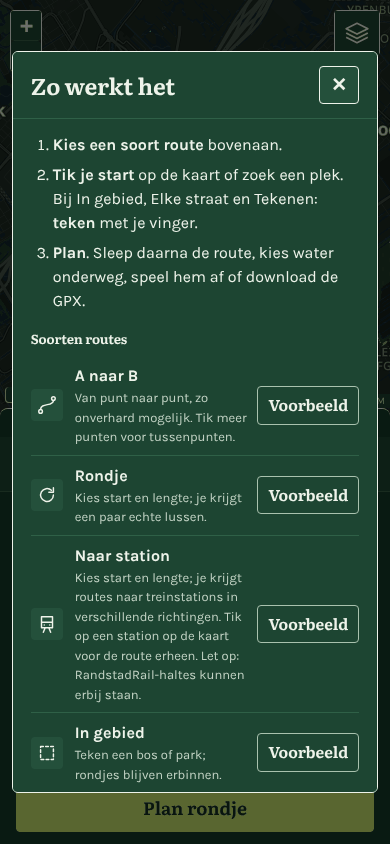 +
Zo werkt het
×
1. Kies een soort route bovenaan.
2. Tik je start op de kaart of zoek een plek.
Bij In gebied, Elke straat en Tekenen:
teken met je vinger.
3. Plan. Sleep daarna de route, kies water
onderweg, speel hem af of download de
GPX.
Soorten routes
A naar B
Van punt naar punt, zo
onverhard mogelijk. Tik meer
punten voor tussenpunten.
Voorbeeld
Rondje
Kies start en lengte; je krijgt
een paar echte lussen.
Voorbeeld
Naar station
Kies start en lengte; je krijgt
routes naar treinstations in
verschillende richtingen. Tik
op een station op de kaart
voor de route erheen. Let op:
RandstadRail-haltes kunnen
erbij staan.
Voorbeeld
In gebied
Teken een bos of park;
rondjes blijven erbinnen.
Voorbeeld
Plan rondje